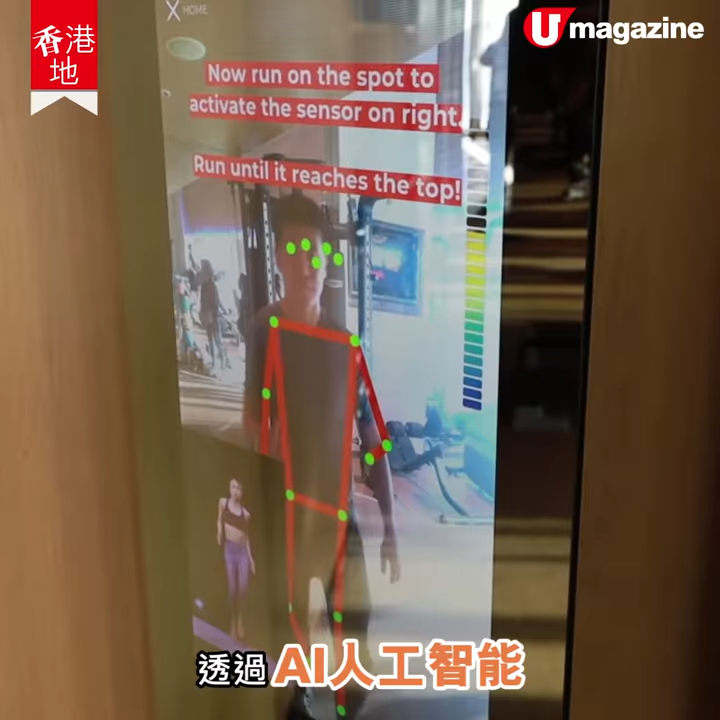 香港
地
U magazine
X HOME
Now run on the spot to
activate the sensor on right.
Run until it reaches the top!
透過 AI人工智能